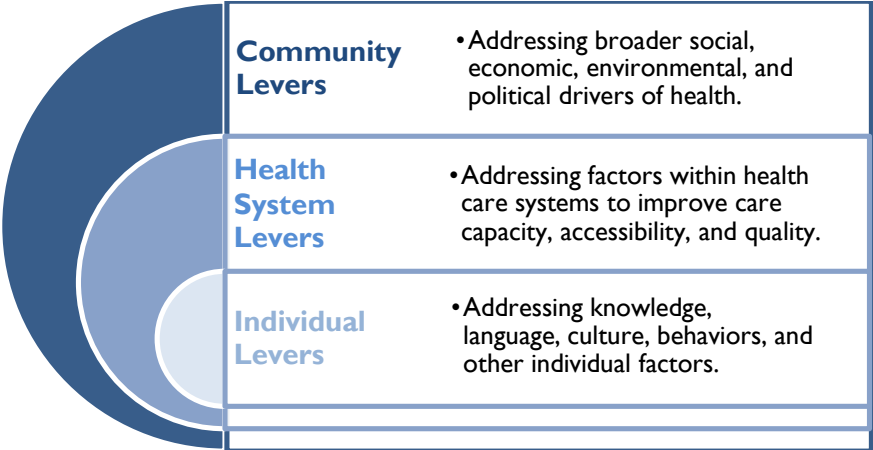 Community
Levers
•Addressing broader social,
economic, environmental, and
political drivers of health.
Health
System
Levers
•Addressing factors within health
care systems to improve care
capacity, accessibility, and quality.
Individual
Levers
•Addressing knowledge,
language, culture, behaviors, and
other individual factors.